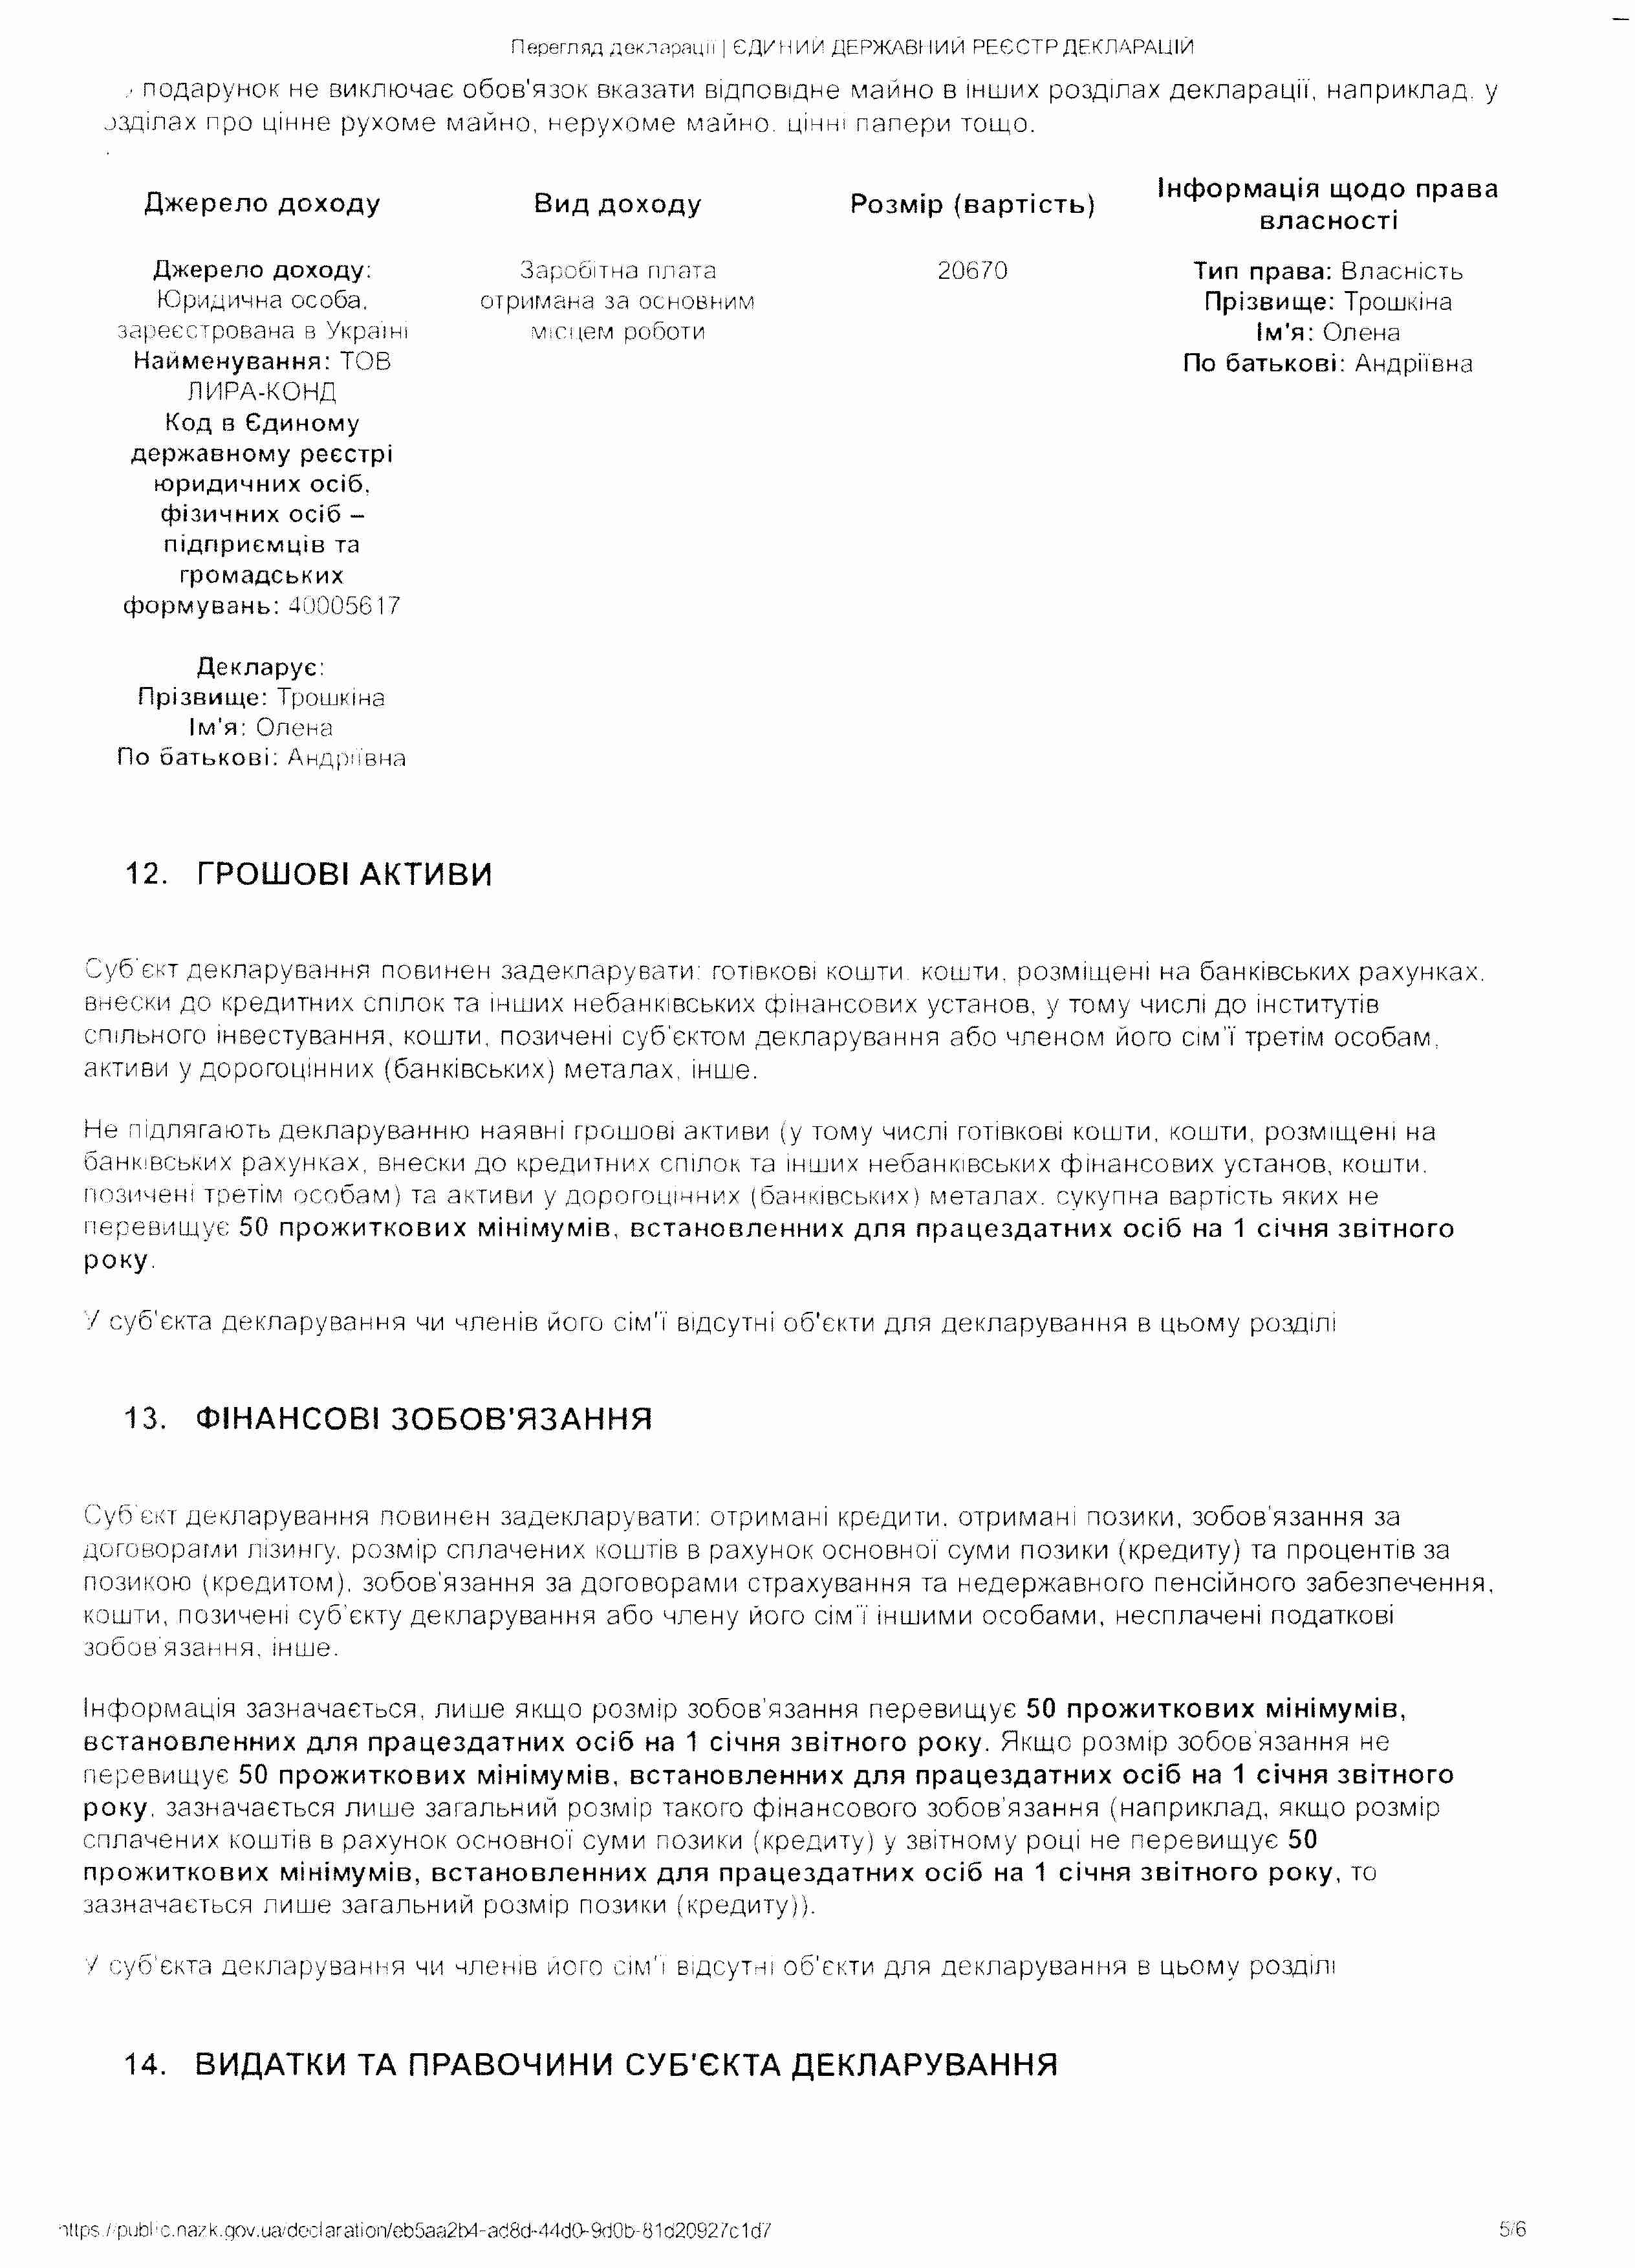 Перегляд декларації | ЄДИНИЙ ДЕРЖАВНИЙ РЕЄСТР ДЕКЛАРАЦІЙ
подарунок не виключає обов'язок вказати відповідне майно в інших розділах декларації, наприклад, у
озділах про цінне рухоме майно, нерухоме майно, цінні папери тощо.
Джерело доходу Вид доходу Розмір (вартість) Інформація щодо права власності
Джерело доходу:
Юридична особа,
зареєстрована в Україні
Найменування: ТОВ
ЛИРА-КОНД
Код в Єдиному
державному реєстрі
юридичних осіб,
фізичних осіб –
підприємців та
громадських
формувань: 40005617
Декларує:
Прізвище: Трошкіна
Ім'я: Олена
По батькові: Андріївна
Заробітна плата
отримана за основним
місцем роботи
20670
Тип права: Власність
Прізвище: Трошкіна
Ім'я: Олена
По батькові: Андріївна
12. ГРОШОВІ АКТИВИ
Суб'єкт декларування повинен задекларувати: готівкові кошти, кошти, розміщені на банківських рахунках,
внески до кредитних спілок та інших небанківських фінансових установ, у тому числі до інститутів
спільного інвестування, кошти, позичені суб'єктом декларування або членом його сім'ї третім особам,
активи у дорогоцінних (банківських) металах, інше.
Не підлягають декларуванню наявні грошові активи (у тому числі готівкові кошти, кошти, розміщені на
банківських рахунках, внески до кредитних спілок та інших небанківських фінансових установ, кошти,
позичені третім особам) та активи у дорогоцінних (банківських) металах, сукупна вартість яких не
перевищує 50 прожиткових мінімумів, встановленних для працездатних осіб на 1 січня звітного
року.
У суб'єкта декларування чи членів його сім'ї відсутні об'єкти для декларування в цьому розділі
13. ФІНАНСОВІ ЗОБОВ'ЯЗАННЯ
Суб'єкт декларування повинен задекларувати: отримані кредити, отримані позики, зобов'язання за
договорами лізингу, розмір сплачених коштів в рахунок основної суми позики (кредиту) та процентів за
позикою (кредитом), зобов'язання за договорами страхування та недержавного пенсійного забезпечення,
кошти, позичені суб'єкту декларування або члену його сім'ї іншими особами, несплачені податкові
зобов'язання, інше.
Інформація зазначається, лише якщо розмір зобов'язання перевищує 50 прожиткових мінімумів,
встановленних для працездатних осіб на 1 січня звітного року. Якщо розмір зобов'язання не
перевищує 50 прожиткових мінімумів, встановленних для працездатних осіб на 1 січня звітного
року, зазначається лише загальний розмір такого фінансового зобов'язання (наприклад, якщо розмір
сплачених коштів в рахунок основної суми позики (кредиту) у звітному році не перевищує 50
прожиткових мінімумів, встановленних для працездатних осіб на 1 січня звітного року, то
зазначається лише загальний розмір позики (кредиту)).
У суб'єкта декларування чи членів його сім'ї відсутні об'єкти для декларування в цьому розділі
14. ВИДАТКИ ТА ПРАВОЧИНИ СУБ'ЄКТА ДЕКЛАРУВАННЯ
https://public.nazk.gov.ua/declaration/eb5aa2b4-ad8d-44d0-9d0b-81d20927c1d7 5/6